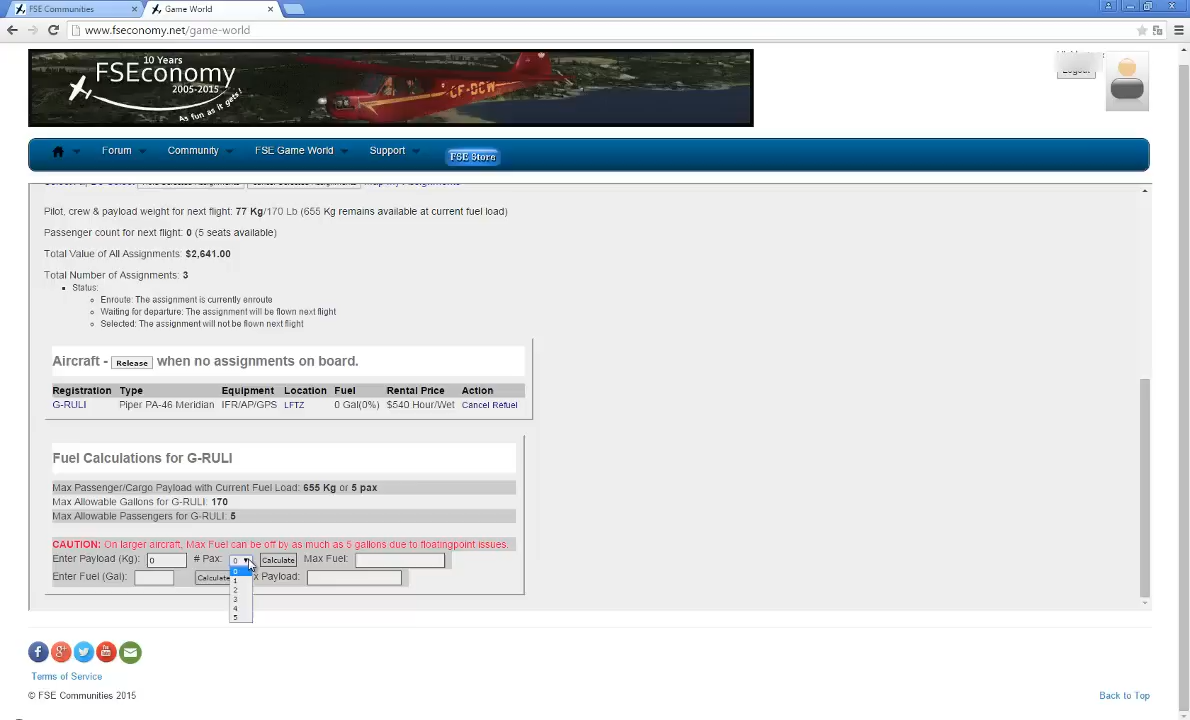 FSE Communities
Game World
www.fseconomy.net/game-world
10 Years
FSEconomy
2005-2015
As fun as it gets!
CF-DCW
Logout
Forum
Community
FSE Game World
Support
FSE Store
Pilot, crew & payload weight for next flight: 77 Kg/170 Lb (655 Kg remains available at current fuel load)
Passenger count for next flight: 0 (5 seats available)
Total Value of All Assignments: $2,641.00
Total Number of Assignments: 3
Status:
Enroute: The assignment is currently enroute
Waiting for departure: The assignment will be flown next flight
Selected: The assignment will not be flown next flight
Aircraft - Release when no assignments on board.
Registration Type Equipment Location Fuel Rental Price Action
G-RULI Piper PA-46 Meridian IFR/AP/GPS LFTZ 0 Gal(0%) $540 Hour/Wet Cancel Refuel
Fuel Calculations for G-RULI
Max Passenger/Cargo Payload with Current Fuel Load: 655 Kg or 5 pax
Max Allowable Gallons for G-RULI: 170
Max Allowable Passengers for G-RULI: 5
CAUTION: On larger aircraft, Max Fuel can be off by as much as 5 gallons due to floatingpoint issues.
Enter Payload (Kg): 0 # Pax: 0 Calculate Max Fuel:
0
Enter Fuel (Gal): Calculate Payload:
1
2
3
4
5
Terms of Service
© FSE Communities 2015
Back to Top